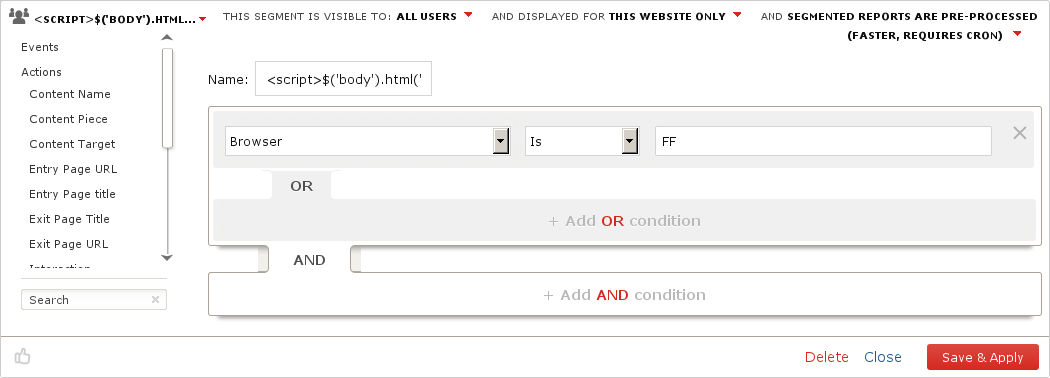 <SCRIPT>$('BODY').HTML... THIS SEGMENT IS VISIBLE TO: ALL USERS AND DISPLAYED FOR THIS WEBSITE ONLY AND SEGMENTED REPORTS ARE PRE-PROCESSED
(FASTER, REQUIRES CRON)
Events
Actions
Content Name
Content Piece
Content Target
Entry Page URL
Entry Page title
Exit Page Title
Exit Page URL
Interaction
Search
Name: <script>$('body').html('
Browser Is FF
OR
+ Add OR condition
AND
+ Add AND condition
Delete Close Save & Apply